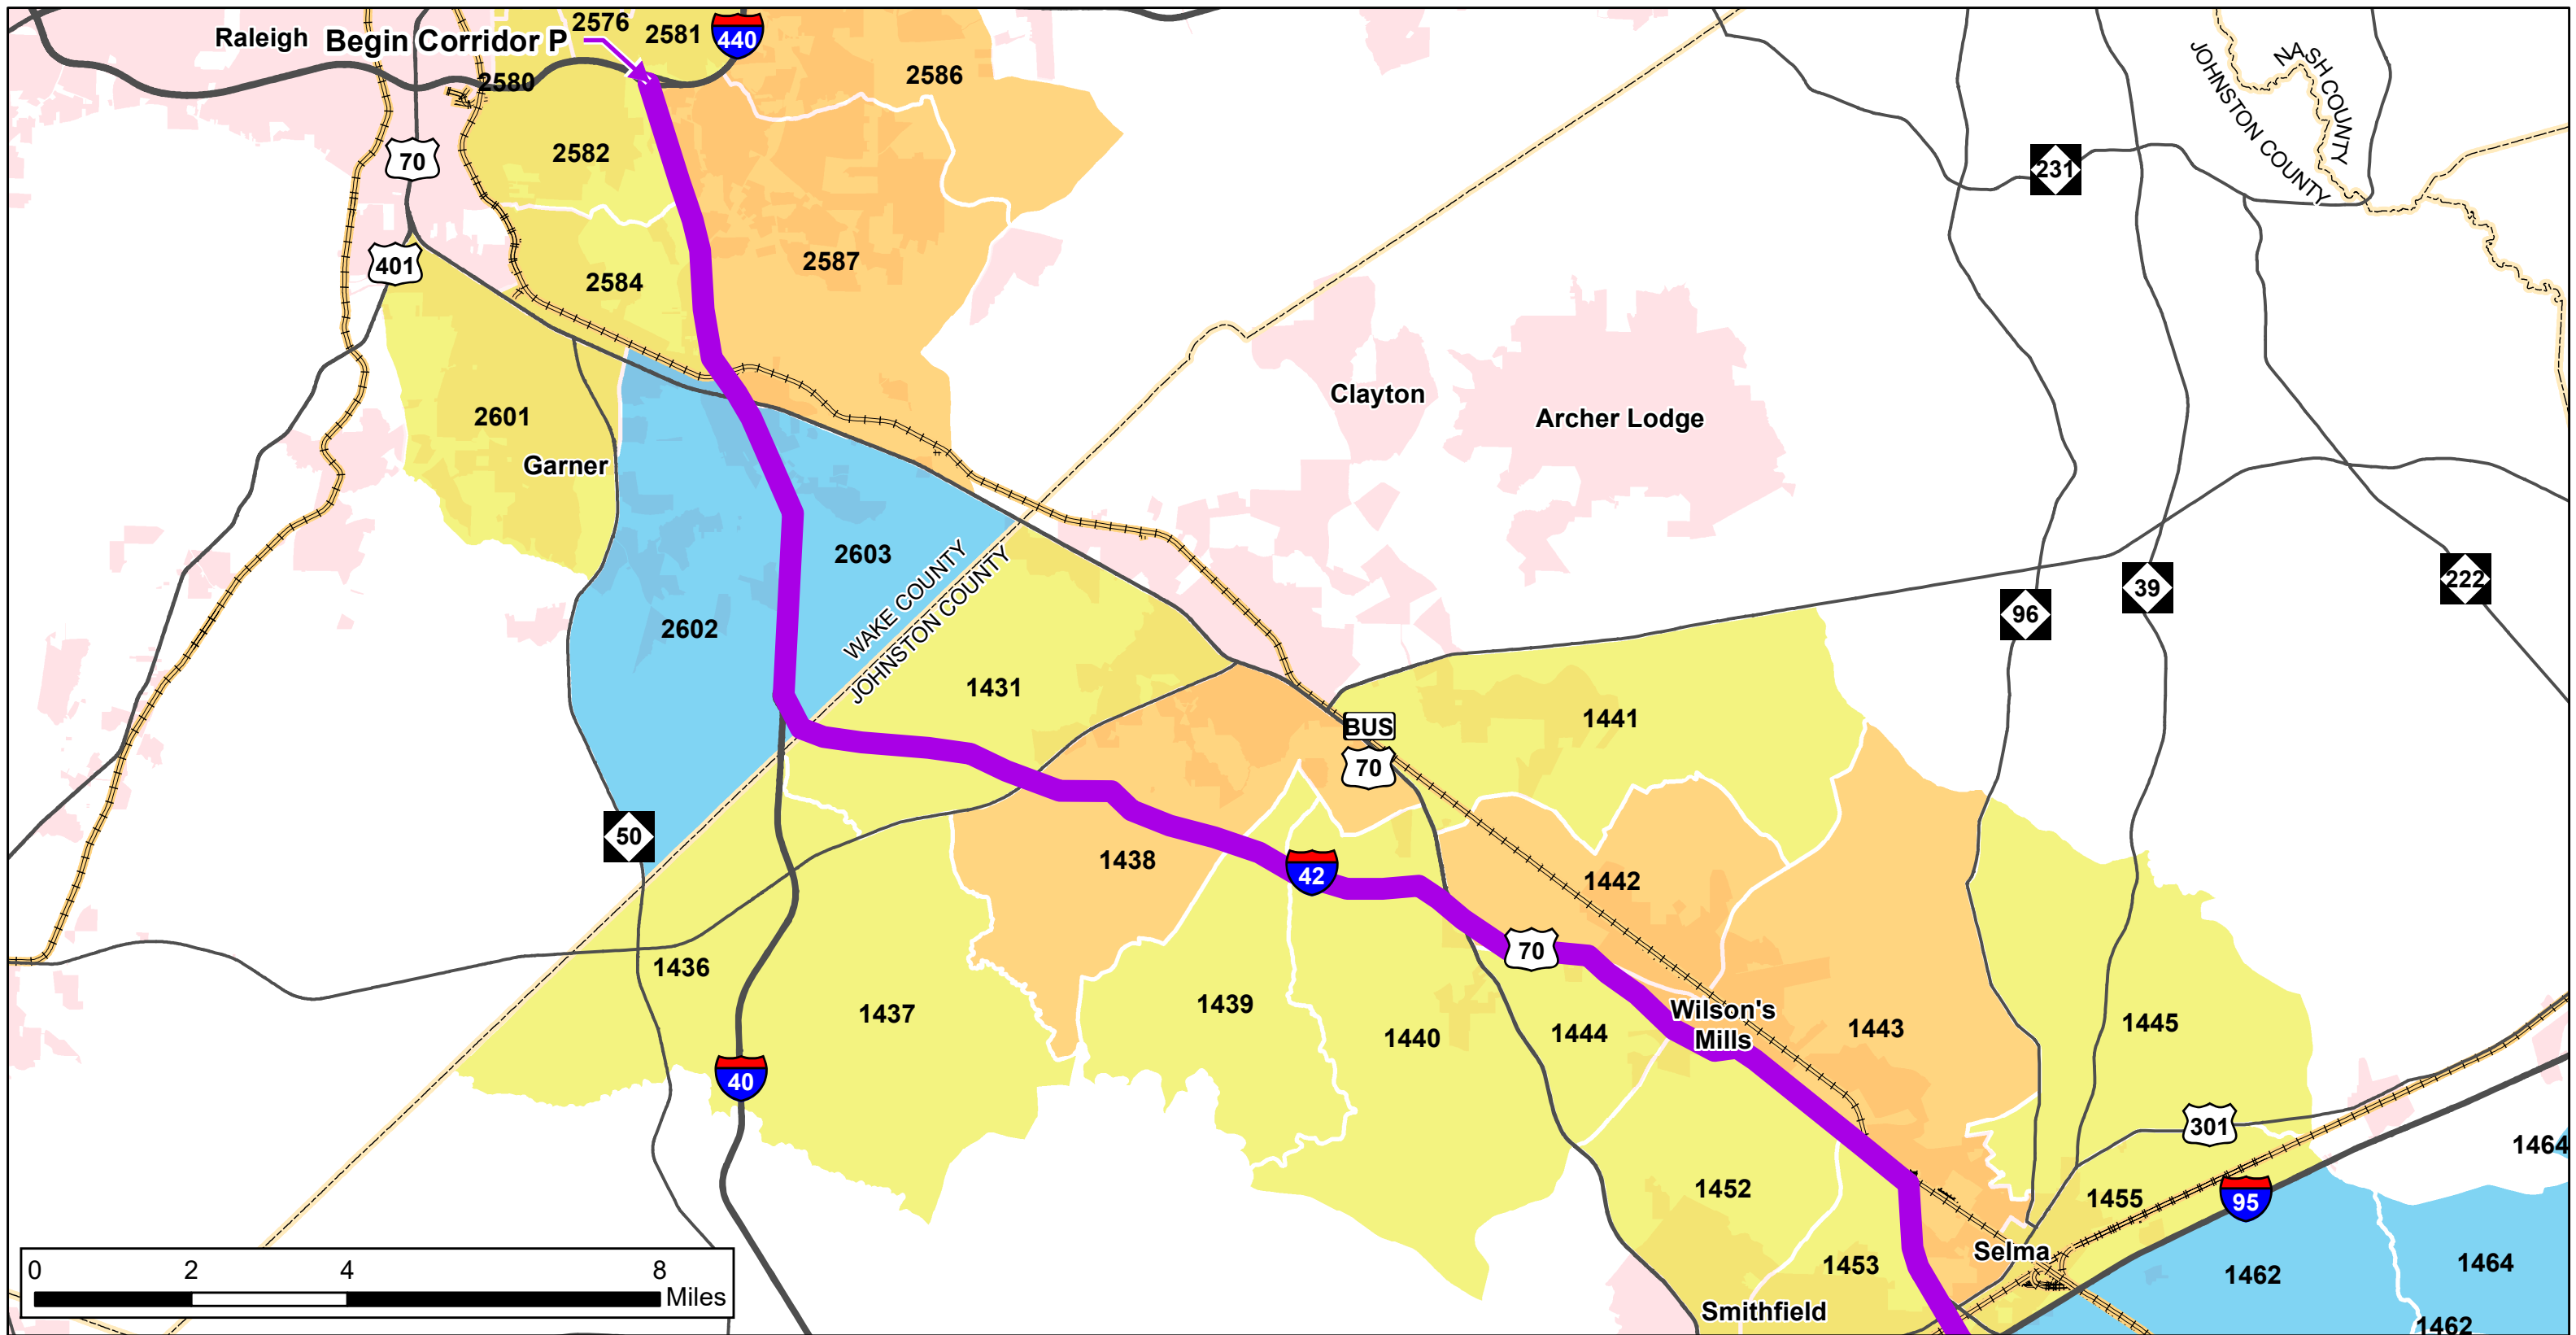 2576
Raleigh
Begin Corridor P
2581
440
2586
2580
NASH COUNTY
JOHNSTON COUNTY
2582
70
231
401
2587
2584
Clayton
2601
Archer Lodge
Garner
2603
WAKE COUNTY
JOHNSTON COUNTY
222
39
96
2602
1431
1441
BUS
70
50
1438
42
1442
70
1436
1439
1437
Wilson's
Mills
1440
1444
1443
1445
40
301
1464
1452
1455
95
Selma
1453
1462
1464
Smithfield
1462
0 2 4 8
Miles